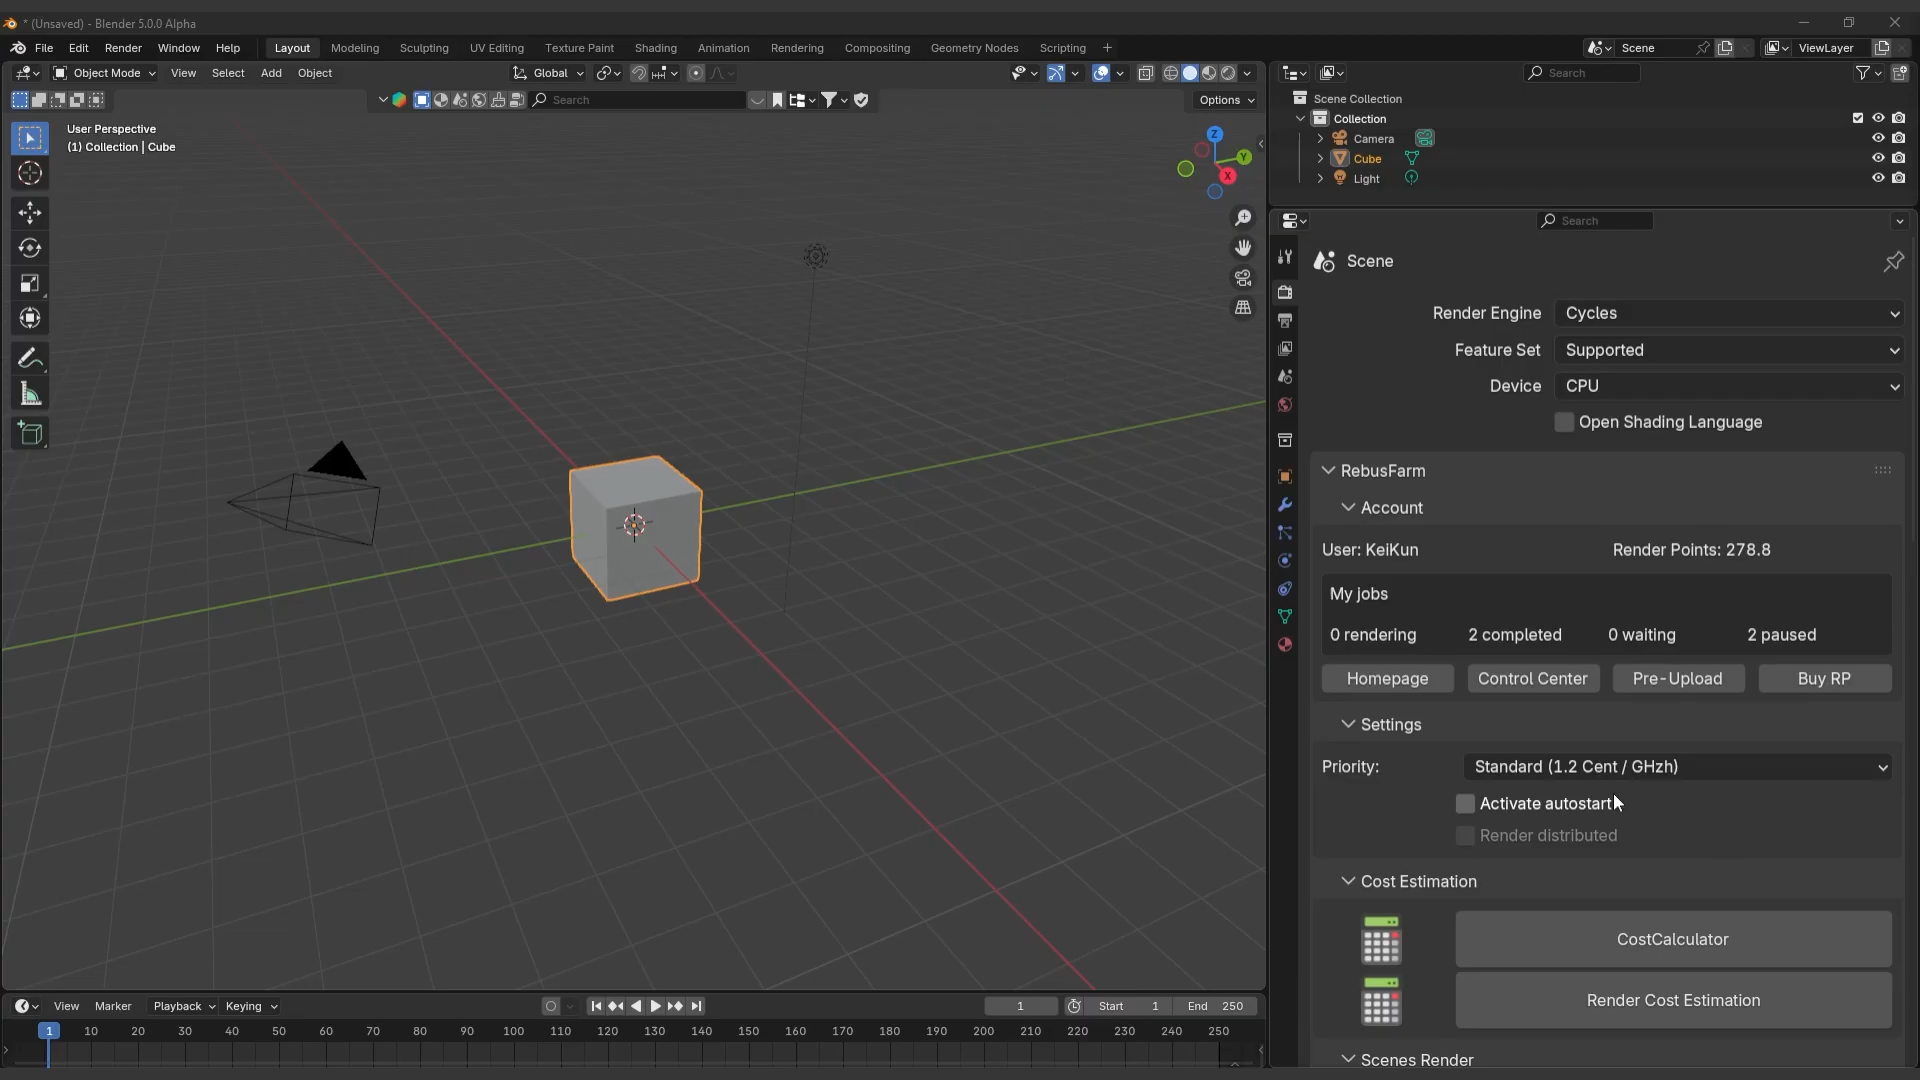 * (Unsaved) - Blender 5.0.0 Alpha
File Edit Render Window Help Layout Modeling Sculpting UV Editing Texture Paint Shading Animation Rendering Compositing Geometry Nodes Scripting + Scene ViewLayer
Object Mode View Select Add Object Global
Search Options
User Perspective
(1) Collection | Cube
Z
Y
X
Search
Scene Collection
Collection
Camera
Cube
Light
Search
Scene
Render Engine Cycles
Feature Set Supported
Device CPU
Open Shading Language
RebusFarm
Account
User: KeiKun Render Points: 278.8
My jobs
0 rendering 2 completed 0 waiting 2 paused
Homepage Control Center Pre-Upload Buy RP
Settings
Priority: Standard (1.2 Cent / GHzh)
Activate autostart
Render distributed
Cost Estimation
CostCalculator
Render Cost Estimation
Scenes Render
View Marker Playback Keying 1 Start 1 End 250
1 10 20 30 40 50 60 70 80 90 100 110 120 130 140 150 160 170 180 190 200 210 220 230 240 250